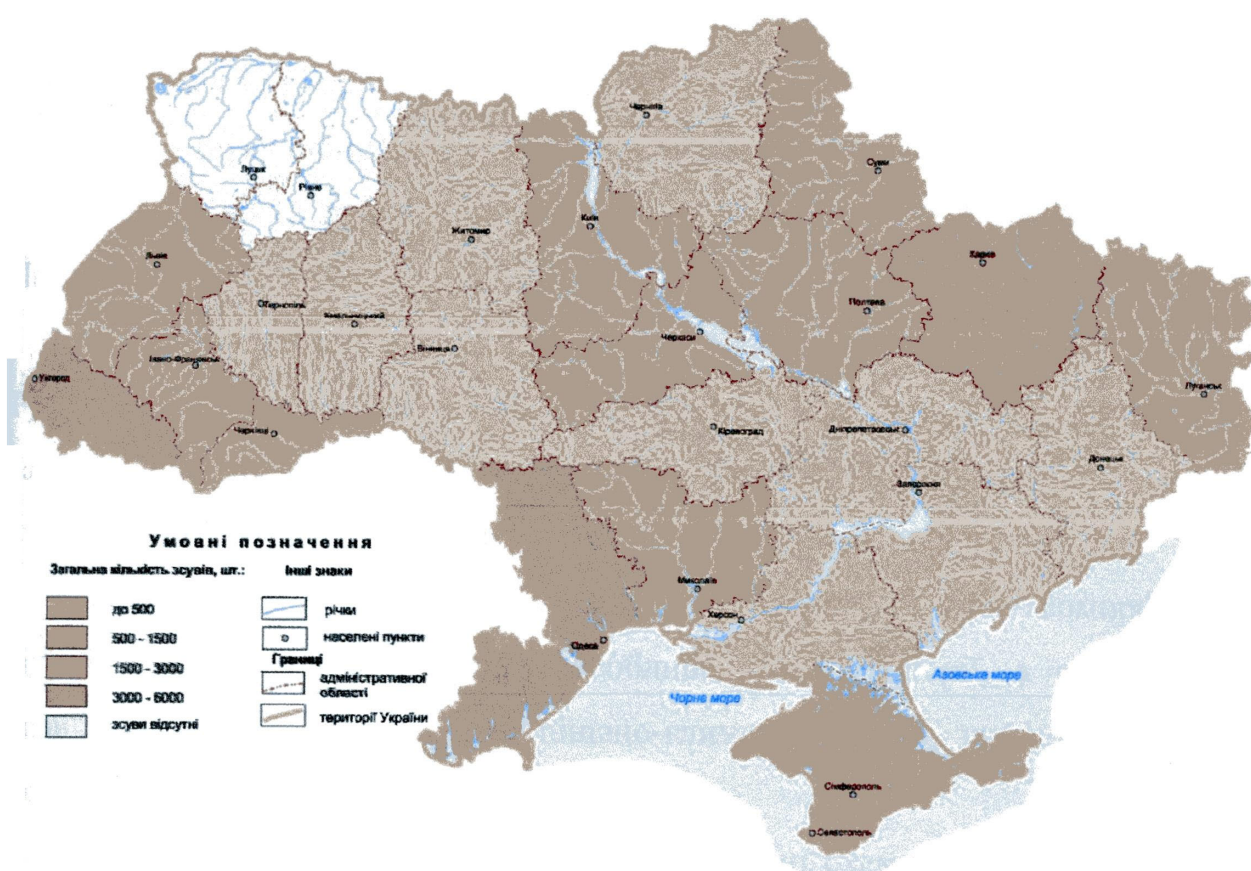 Чернігів
Суми
Луцьк
Рівне
Київ
Житомир
Львів
Харків
Тернопіль
Хмельницький
Полтава
Черкаси
Вінниця
Івано-Франківськ
Ужгород
Луганськ
Чернівці
Кіровоград
Дніпропетровськ
Донецьк
Запоріжжя
Умовні позначення
Загальна кількість зсувів, шт.: Інші знаки
до 500 річки
500 - 1500 населені пункти
Границі
1500 - 3000 адміністративної
області
3000 - 6000
зсуви відсутні території України
Миколаїв
Херсон
Одеса
Азовське море
Чорне море
Сімферополь
Севастополь